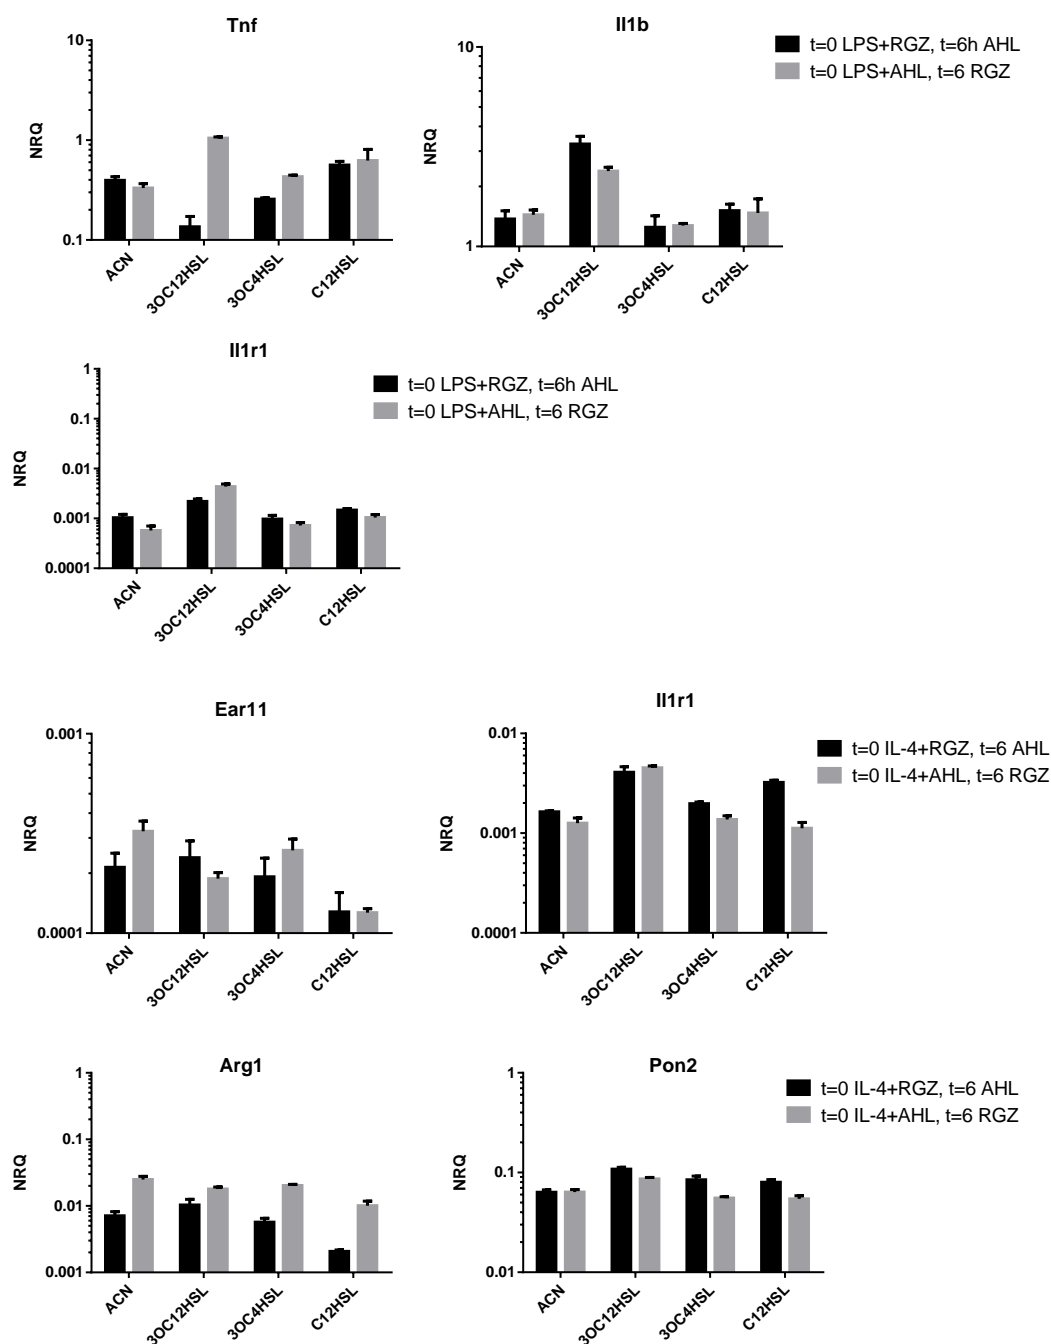 Tnf
10
1
0.1
NRQ
ACN
3OC12HSL
3OC4HSL
C12HSL
Il1b
10
1
NRQ
ACN
3OC12HSL
3OC4HSL
C12HSL
t=0 LPS+RGZ, t=6h AHL
t=0 LPS+AHL, t=6 RGZ
Il1r1
1
0.1
0.01
0.001
0.0001
NRQ
ACN
3OC12HSL
3OC4HSL
C12HSL
t=0 LPS+RGZ, t=6h AHL
t=0 LPS+AHL, t=6 RGZ
Ear11
0.001
0.0001
NRQ
ACN
3OC12HSL
3OC4HSL
C12HSL
Il1r1
0.01
0.001
0.0001
NRQ
ACN
3OC12HSL
3OC4HSL
C12HSL
t=0 IL-4+RGZ, t=6 AHL
t=0 IL-4+AHL, t=6 RGZ
Arg1
1
0.1
0.01
0.001
NRQ
ACN
3OC12HSL
3OC4HSL
C12HSL
Pon2
1
0.1
0.01
NRQ
ACN
3OC12HSL
3OC4HSL
C12HSL
t=0 IL-4+RGZ, t=6 AHL
t=0 IL-4+AHL, t=6 RGZ